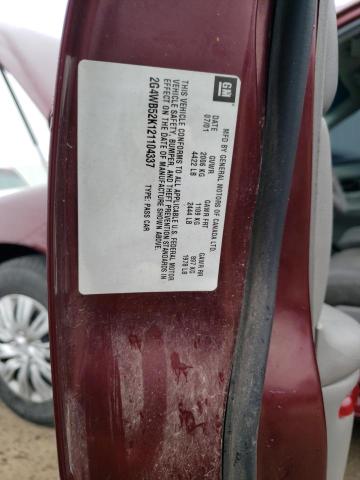 GM
MFD BY GENERAL MOTORS OF CANADA LTD.
DATE GVWR GAWR FRT GAWR RR
07/01 2006 KG 1109 KG 897 KG
4422 LB 2444 LB 1978 LB
THIS VEHICLE CONFORMS TO ALL APPLICABLE U.S. FEDERAL MOTOR
VEHICLE SAFETY, BUMPER, AND THEFT PREVENTION STANDARDS IN
EFFECT ON THE DATE OF MANUFACTURE SHOWN ABOVE.
2G4WB52K121104337 TYPE: PASS CAR